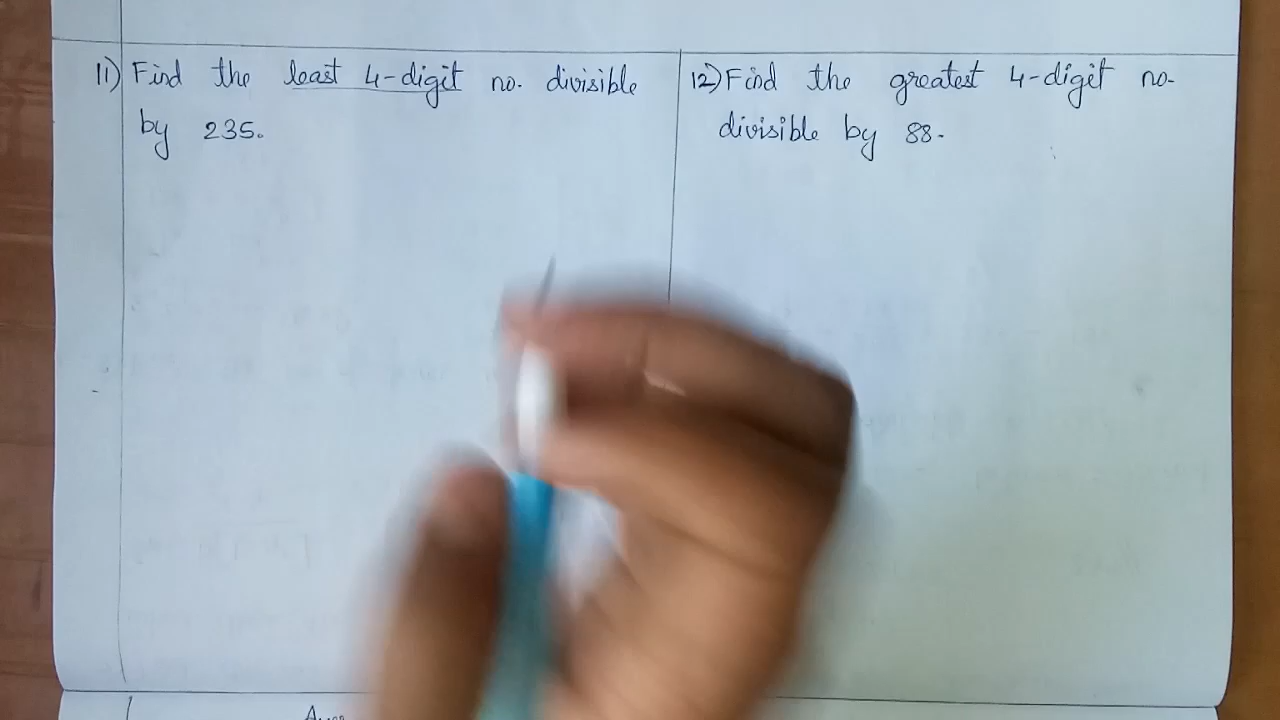 11) Find the least 4-digit no. divisible
by 235.
12) Find the greatest 4-digit no.
divisible by 88.